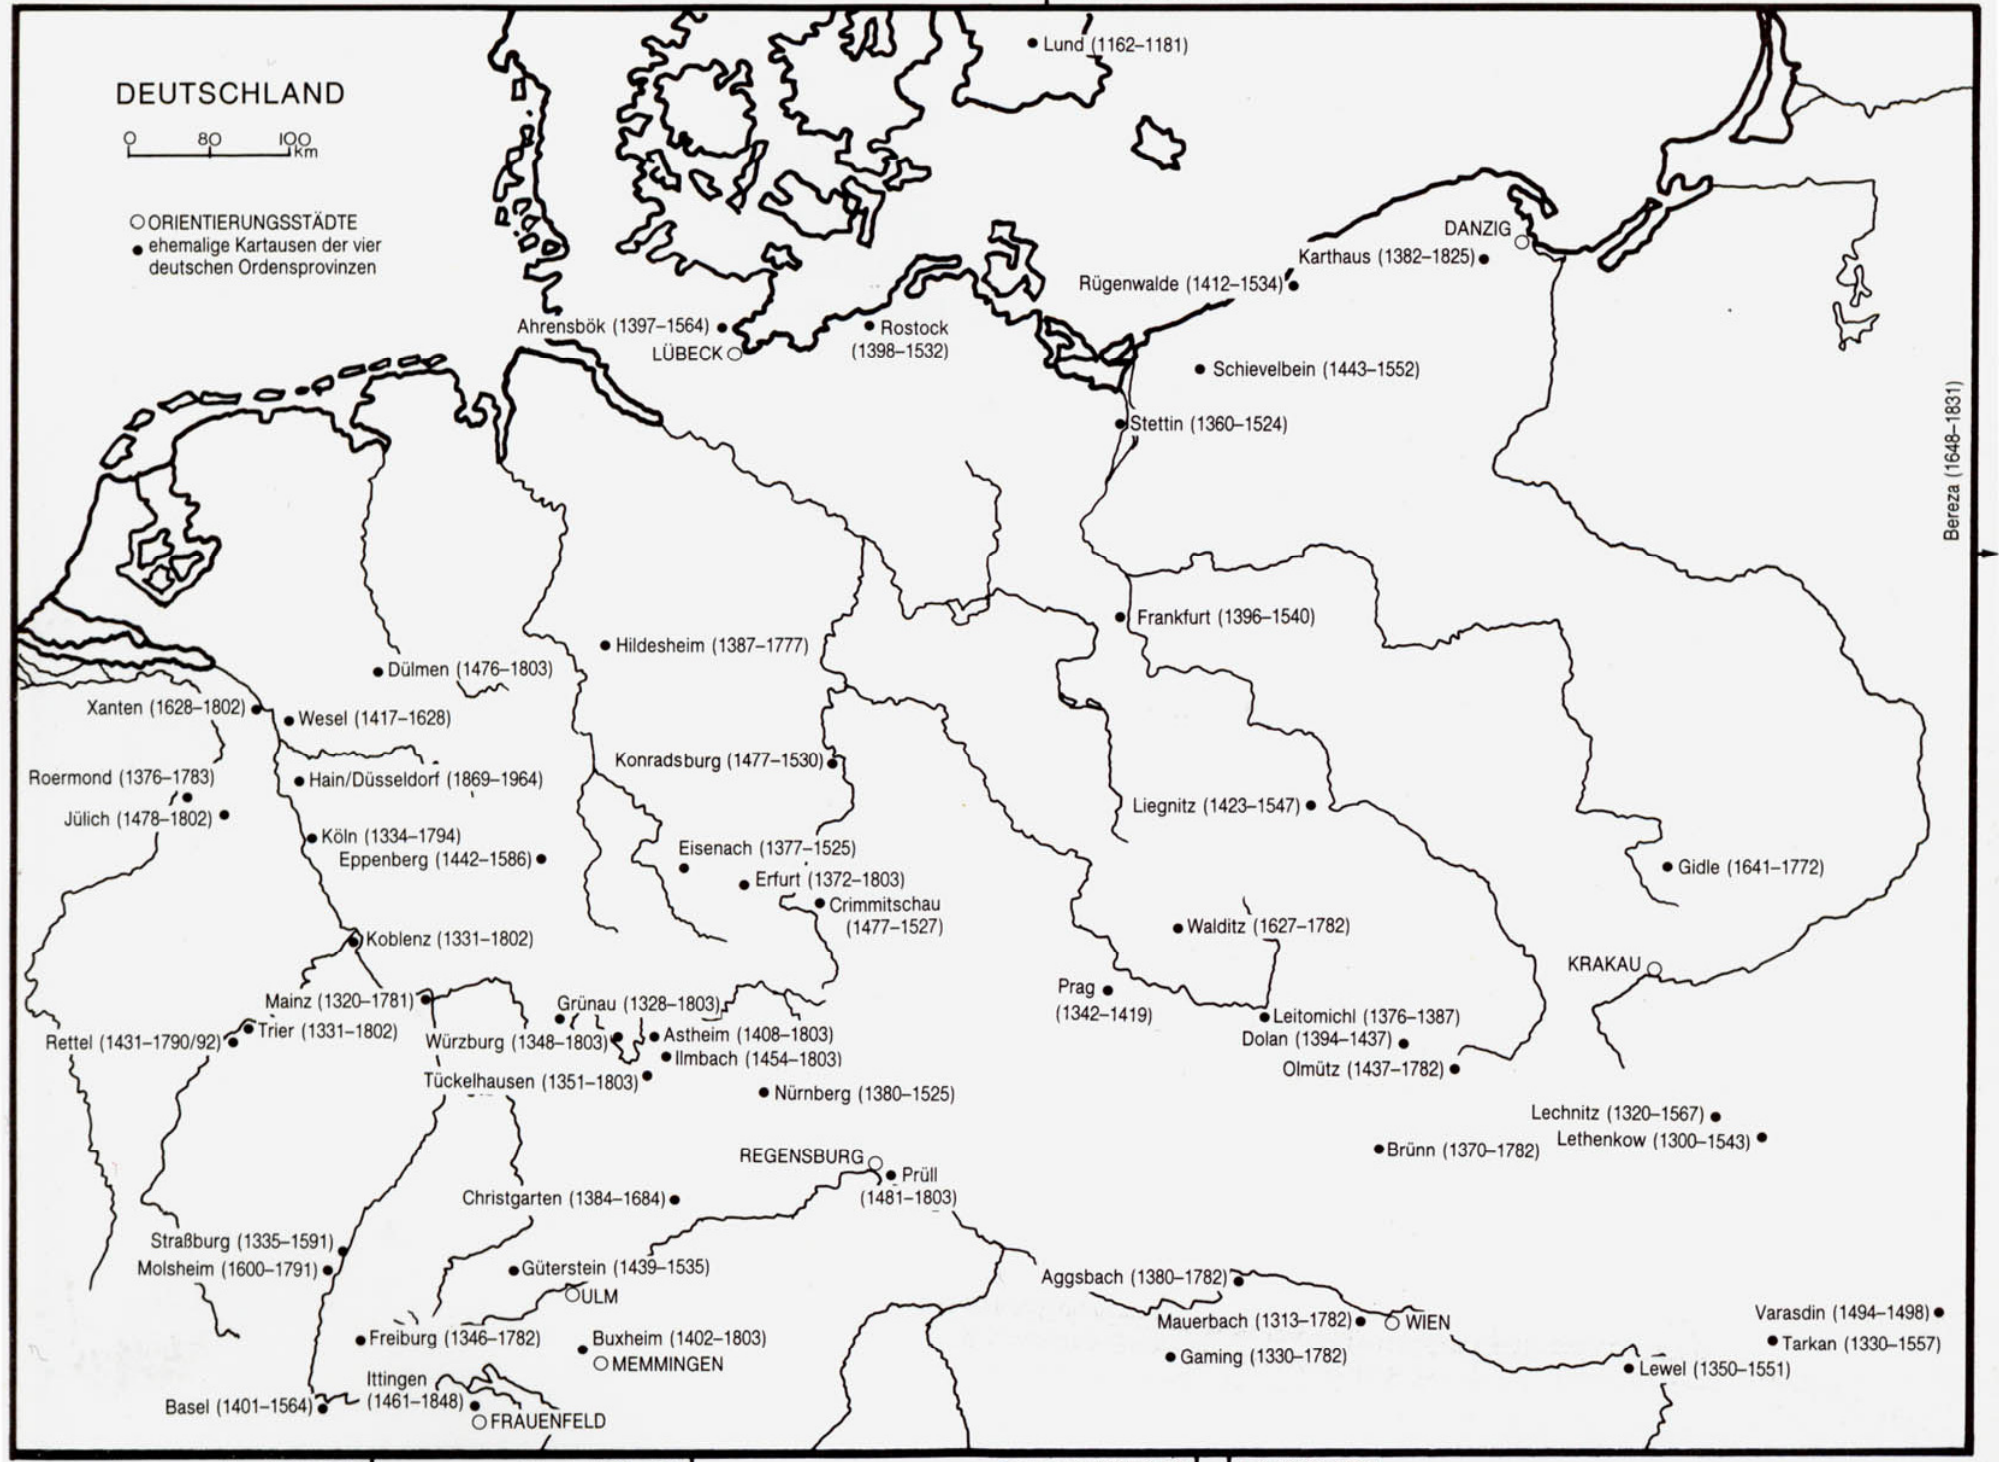 Lund (1162–1181)
DEUTSCHLAND
0 80 100
km
ORIENTIERUNGSSTÄDTE
ehemalige Kartausen der vier
deutschen Ordensprovinzen
DANZIG
Karthaus (1382–1825)
Rügenwalde (1412–1534)
Ahrensbök (1397–1564)
LÜBECK
Rostock
(1398–1532)
Schievelbein (1443–1552)
Stettin (1360–1524)
Bereza (1648–1831)
Frankfurt (1396–1540)
Hildesheim (1387–1777)
Dülmen (1476–1803)
Xanten (1628–1802)
Wesel (1417–1628)
Konradsburg (1477–1530)
Roermond (1376–1783)
Hain/Düsseldorf (1869–1964)
Jülich (1478–1802)
Liegnitz (1423–1547)
Köln (1334–1794)
Eppenberg (1442–1586)
Eisenach (1377–1525)
Erfurt (1372–1803)
Gidle (1641–1772)
Crimmitschau
(1477–1527)
Walditz (1627–1782)
Koblenz (1331–1802)
KRAKAU
Prag
(1342–1419)
Mainz (1320–1781)
Grünau (1328–1803)
Leitomichl (1376–1387)
Trier (1331–1802)
Rettel (1431–1790/92)
Würzburg (1348–1803)
Astheim (1408–1803)
Dolan (1394–1437)
Ilmbach (1454–1803)
Olmütz (1437–1782)
Tückelhausen (1351–1803)
Nürnberg (1380–1525)
Lechnitz (1320–1567)
Lethenkow (1300–1543)
Brünn (1370–1782)
REGENSBURG
Prüll
(1481–1803)
Christgarten (1384–1684)
Straßburg (1335–1591)
Molsheim (1600–1791)
Güterstein (1439–1535)
ULM
Aggsbach (1380–1782)
Mauerbach (1313–1782)
WIEN
Varasdin (1494–1498)
Tarkan (1330–1557)
Freiburg (1346–1782)
Buxheim (1402–1803)
MEMMINGEN
Gaming (1330–1782)
Lewel (1350–1551)
Ittingen
(1461–1848)
Basel (1401–1564)
FRAUENFELD